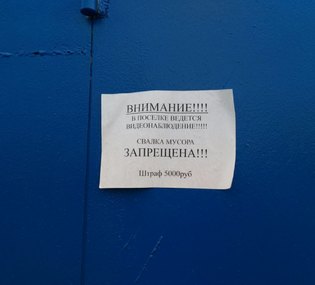 ВНИМАНИЕ!!!!
В ПОСЕЛКЕ ВЕДЕТСЯ
ВИДЕОНАБЛЮДЕНИЕ!!!!!
СВАЛКА МУСОРА
ЗАПРЕЩЕНА!!!
Штраф 5000руб